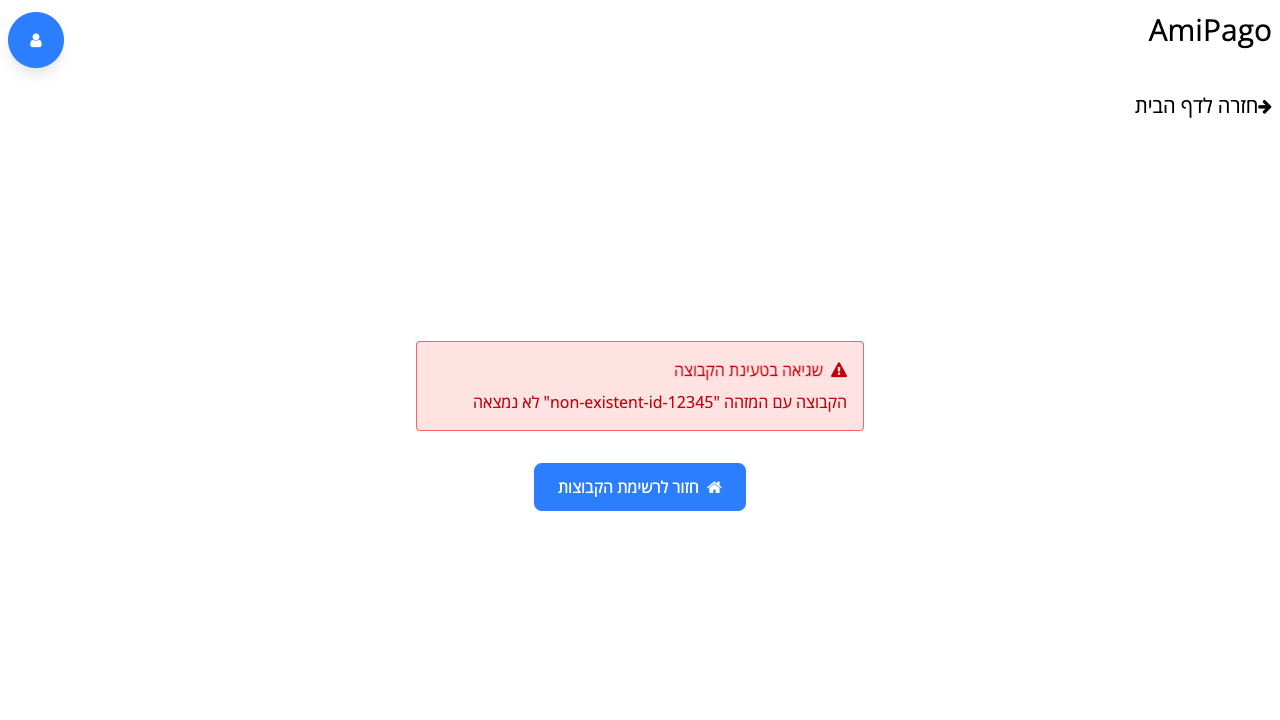 AmiPago
חזרה לדף הבית
שגיאה בטעינת הקבוצה
הקבוצה עם המזהה "non-existent-id-12345" לא נמצאה
חזור לרשימת הקבוצות